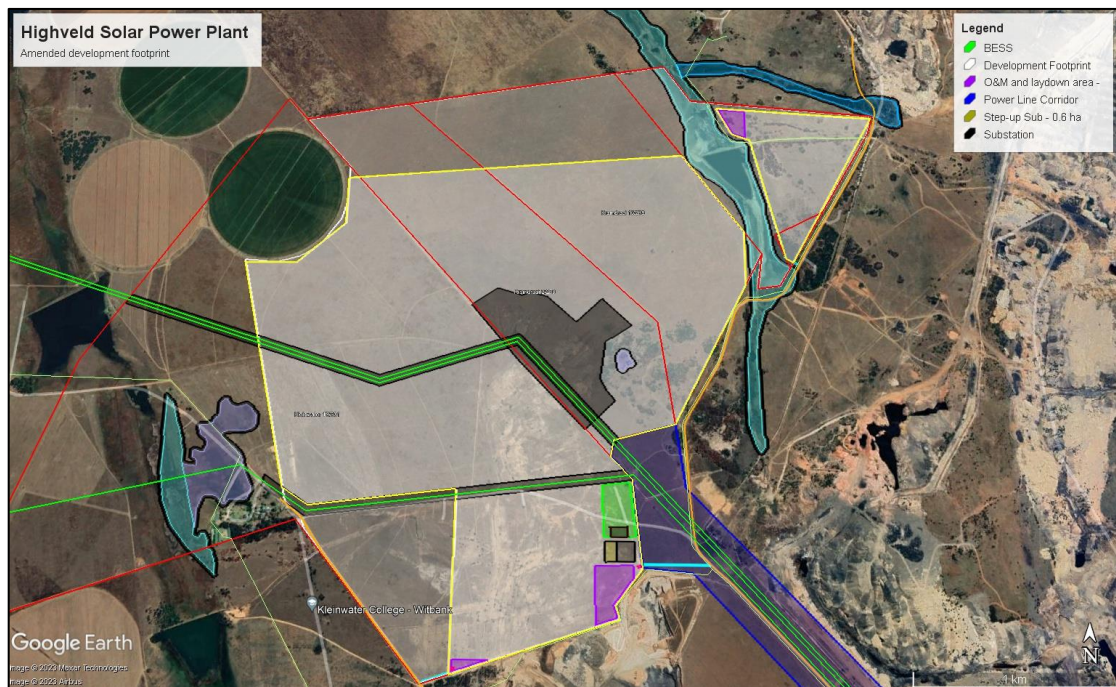 Highveld Solar Power Plant
Amended development footprint
Legend
BESS
Development Footprint
O&M and laydown area -
Power Line Corridor
Step-up Sub - 0.6 ha
Substation
Kleinwater College - Witbank
Google Earth
Image © 2023 Maxar Technologies
Image © 2023 Airbus
N
1 km